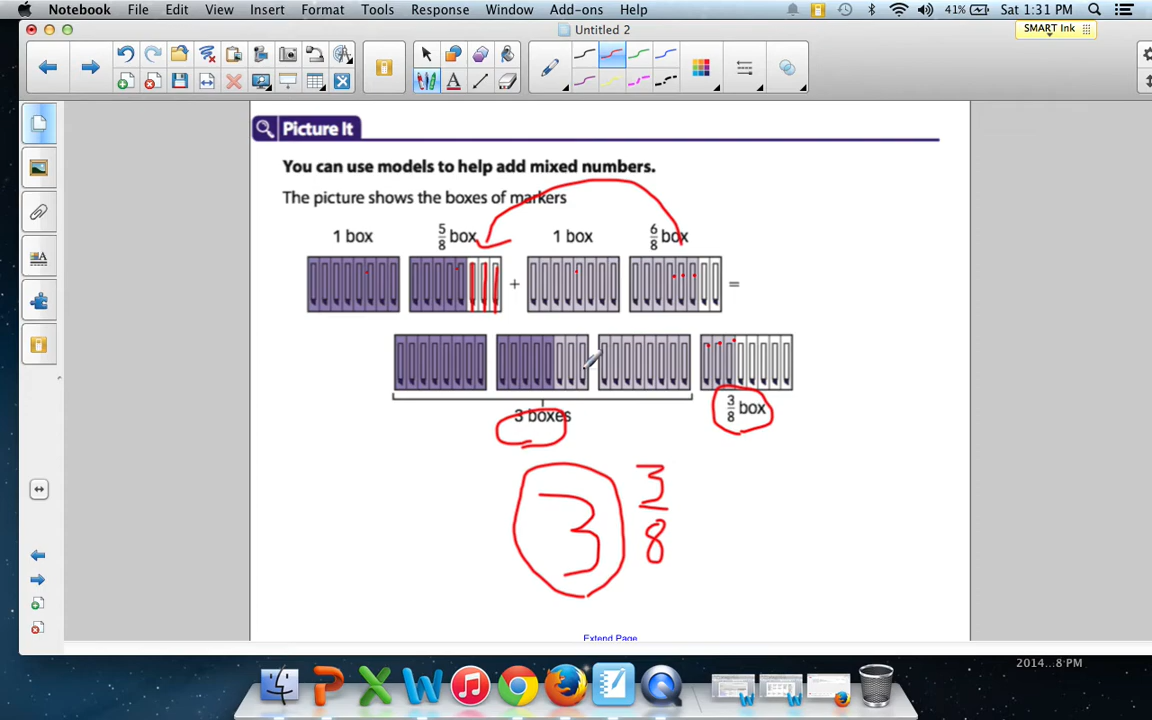 Notebook File Edit View Insert Format Tools Response Window Add-ons Help 41% Sat 1:31 PM
Untitled 2
SMART Ink
A
Picture It
You can use models to help add mixed numbers.
The picture shows the boxes of markers
1 box 5/8 box 1 box 6/8 box
+ =
3 boxes 3/8 box
3 3/8
Extend Page
2014...8 PM